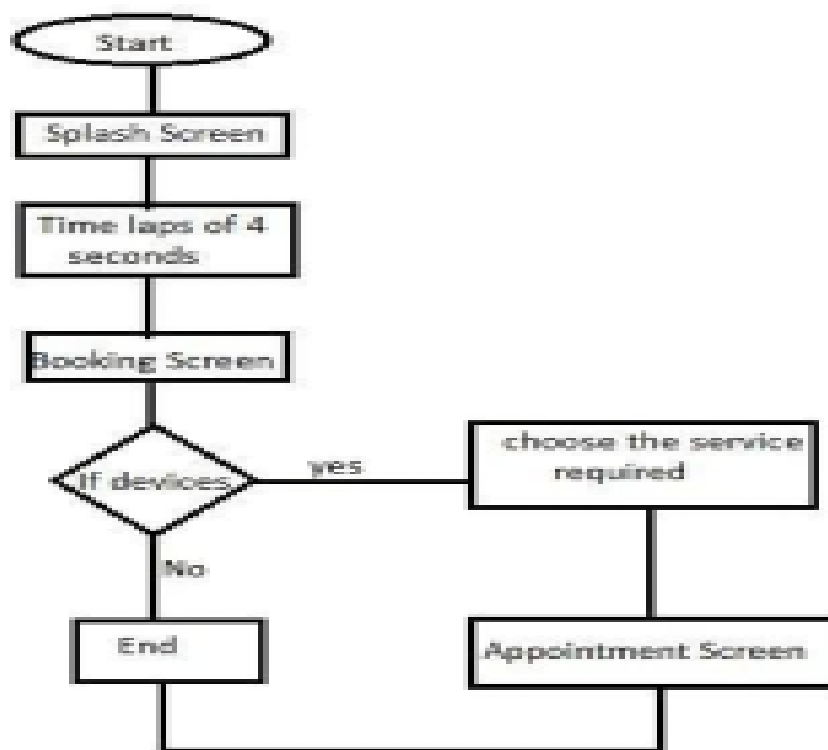 Start
Splash Screen
Time laps of 4
seconds
Booking Screen
If devices
yes
choose the service
required
No
End
Appointment Screen